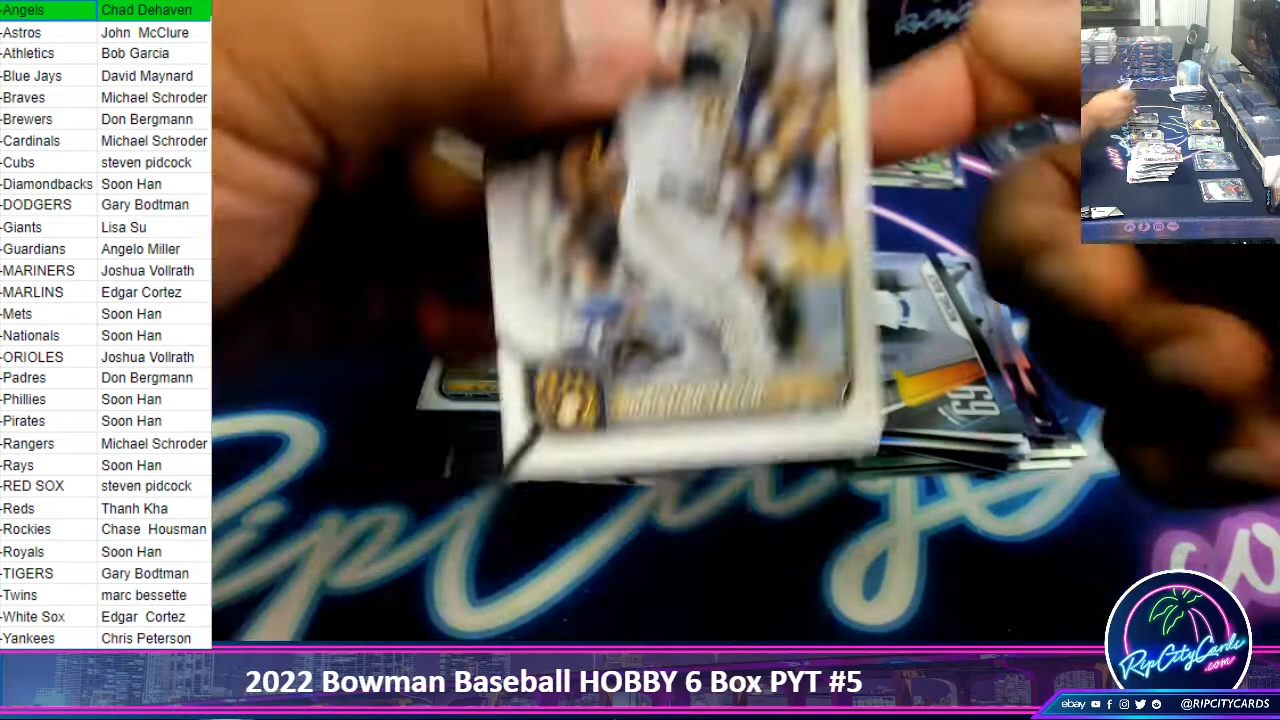 -Angels Chad Dehaven
-Astros John McClure
-Athletics Bob Garcia
-Blue Jays David Maynard
-Braves Michael Schroder
-Brewers Don Bergmann
-Cardinals Michael Schroder
-Cubs steven pidcock
-Diamondbacks Soon Han
-DODGERS Gary Bodtman
-Giants Lisa Su
-Guardians Angelo Miller
-MARINERS Joshua Vollrath
-MARLINS Edgar Cortez
-Mets Soon Han
-Nationals Soon Han
-ORIOLES Joshua Vollrath
-Padres Don Bergmann
-Phillies Soon Han
-Pirates Soon Han
-Rangers Michael Schroder
-Rays Soon Han
-RED SOX steven pidcock
-Reds Thanh Kha
-Rockies Chase Housman
-Royals Soon Han
-TIGERS Gary Bodtman
-Twins marc bessette
-White Sox Edgar Cortez
-Yankees Chris Peterson
69
RipCityCards
.com
2022 Bowman Baseball HOBBY 6 Box PYT #5
ebay @RIPCITYCARDS